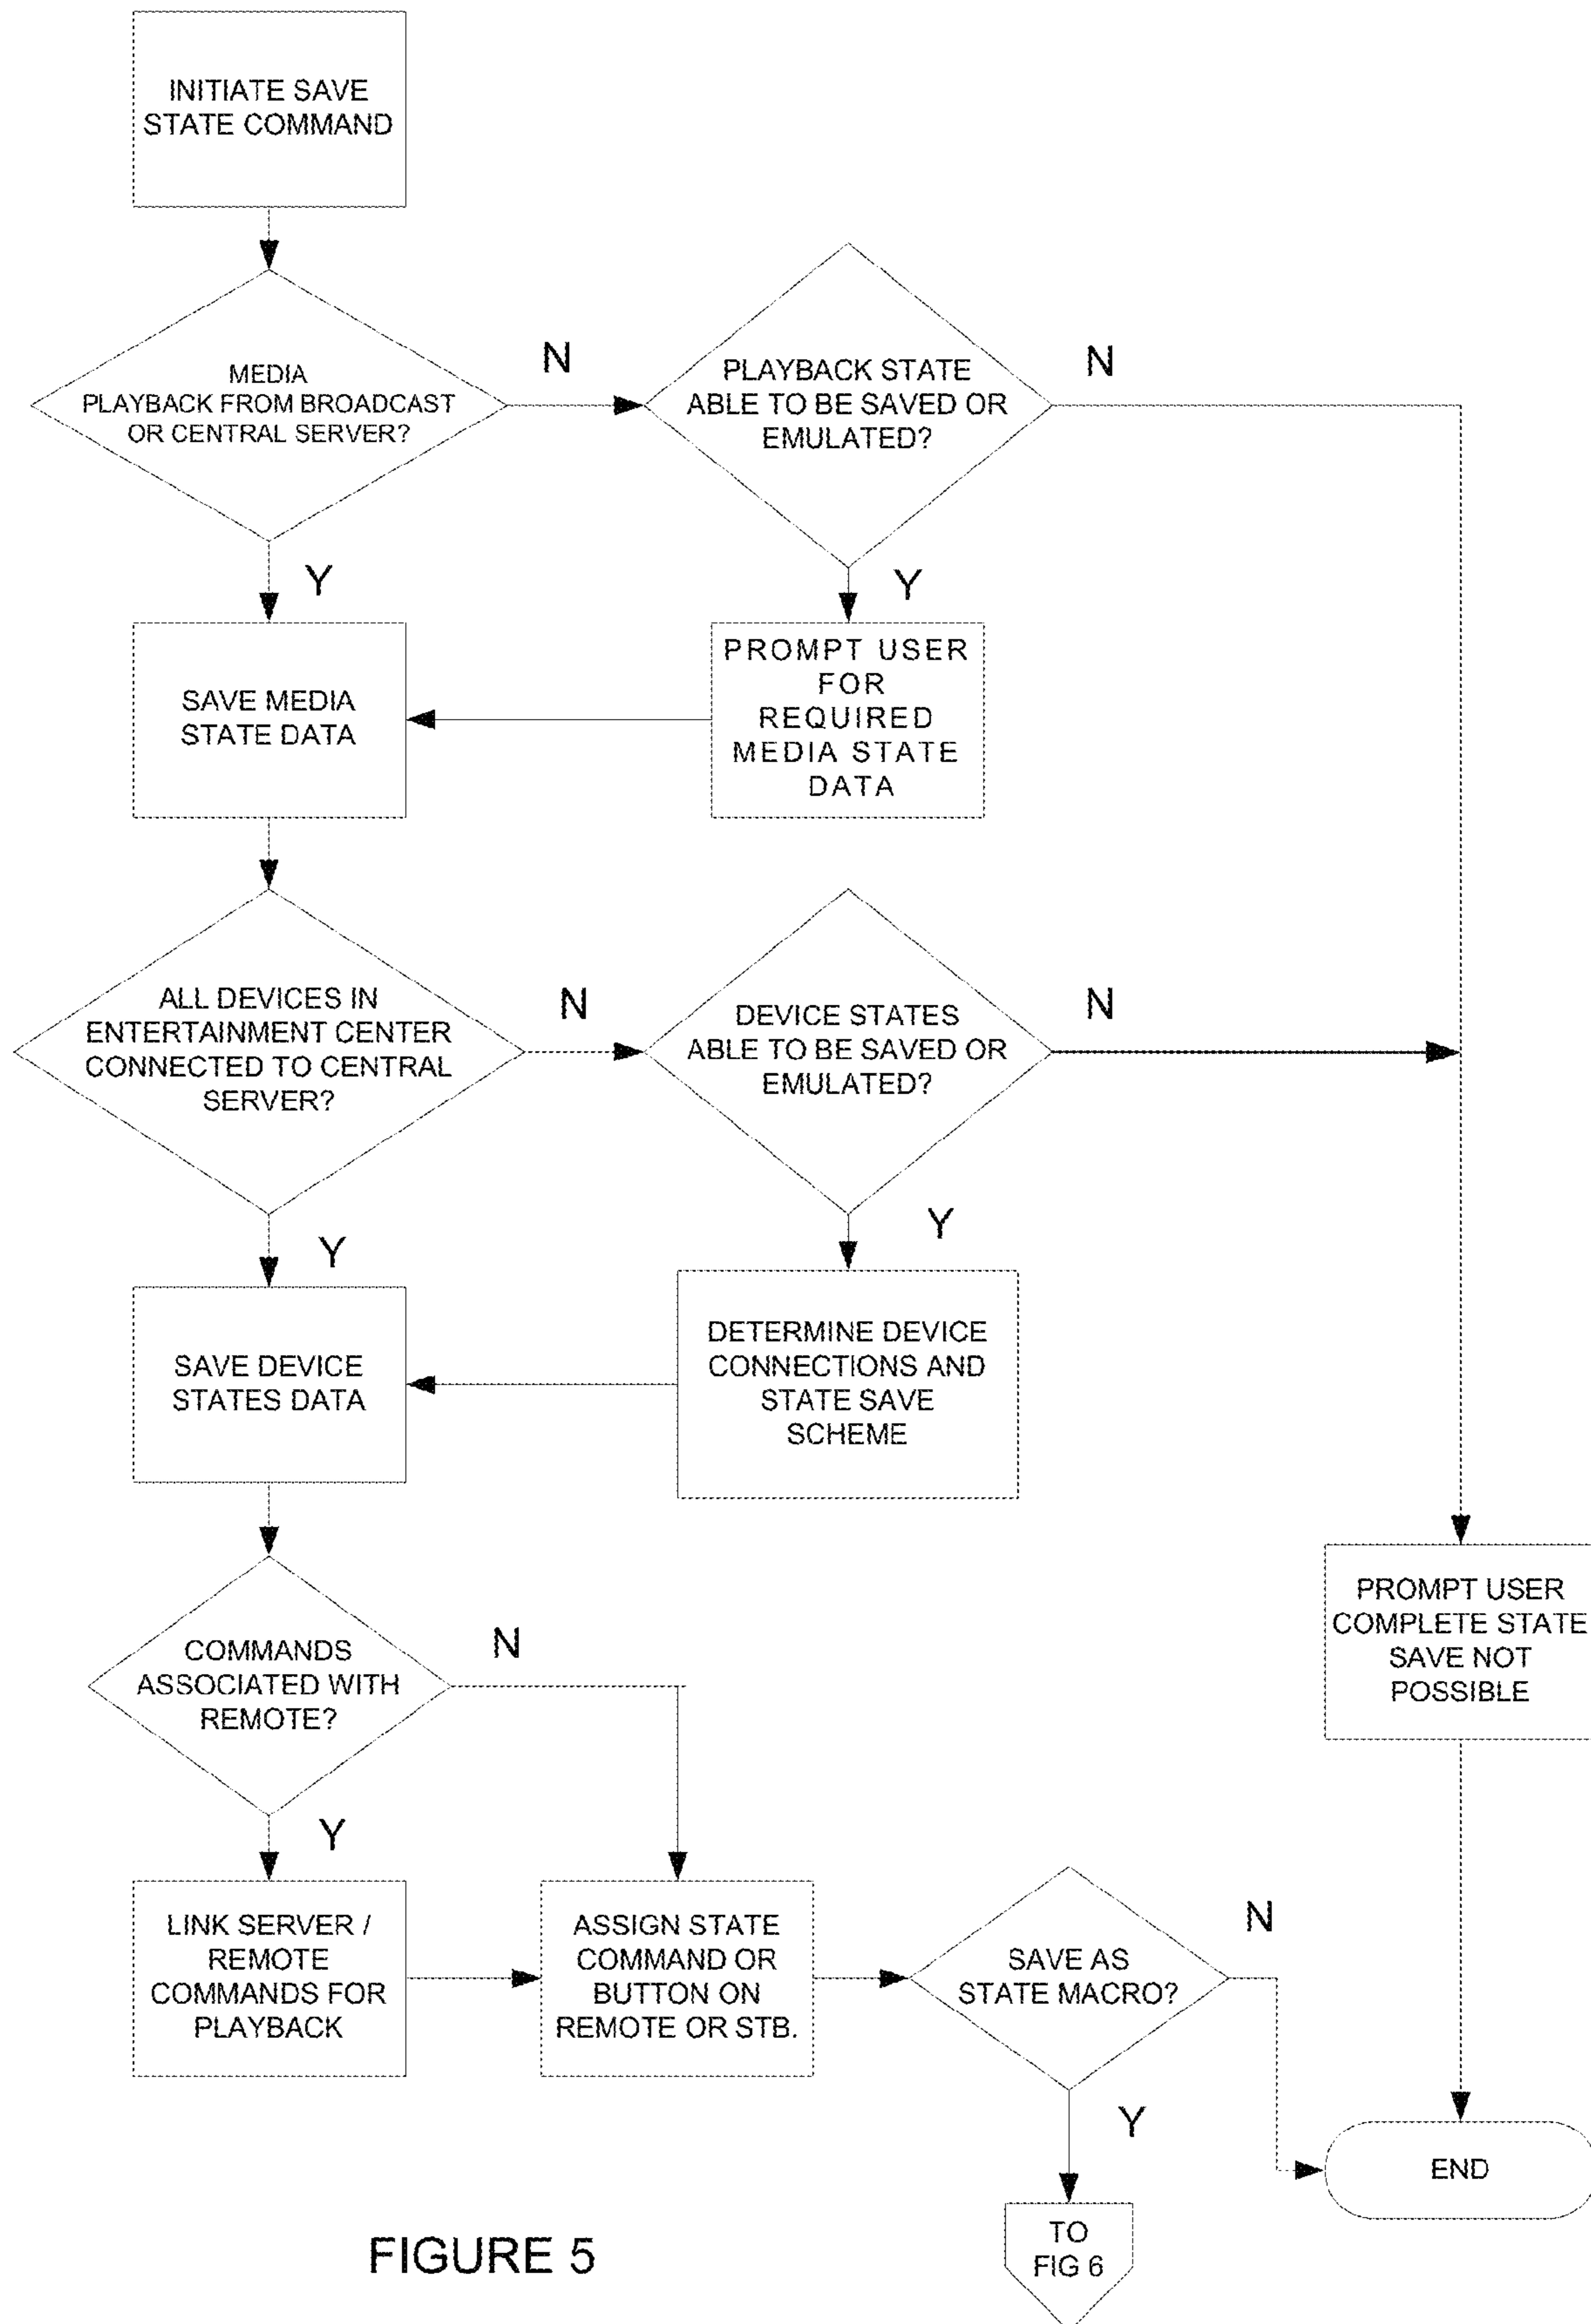 INITIATE SAVE
STATE COMMAND
MEDIA
PLAYBACK FROM BROADCAST
OR CENTRAL SERVER?
N
PLAYBACK STATE
ABLE TO BE SAVED OR
EMULATED?
N
Y
Y
SAVE MEDIA
STATE DATA
PROMPT USER
FOR
REQUIRED
MEDIA STATE
DATA
ALL DEVICES IN
ENTERTAINMENT CENTER
CONNECTED TO CENTRAL
SERVER?
N
DEVICE STATES
ABLE TO BE SAVED OR
EMULATED?
N
Y
Y
SAVE DEVICE
STATES DATA
DETERMINE DEVICE
CONNECTIONS AND
STATE SAVE
SCHEME
COMMANDS
ASSOCIATED WITH
REMOTE?
N
PROMPT USER
COMPLETE STATE
SAVE NOT
POSSIBLE
Y
LINK SERVER /
REMOTE
COMMANDS FOR
PLAYBACK
ASSIGN STATE
COMMAND OR
BUTTON ON
REMOTE OR STB.
SAVE AS
STATE MACRO?
N
Y
END
TO
FIG 6
FIGURE 5